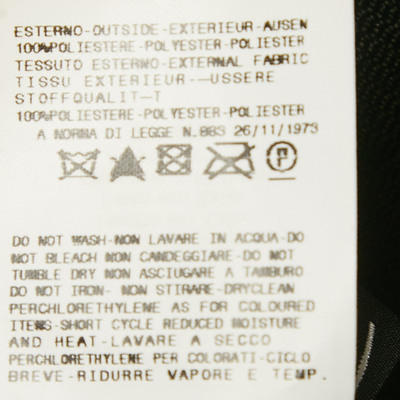 ESTERNO-OUTSIDE-EXTERIEUR-AUSEN
100%POLIESTERE-POLYESTER-POLIESTER
TESSUTO ESTERNO-EXTERNAL FABRIC
TISSU EXTERIEUR--USSERE
STOFFQUALIT-T
100%POLIESTERE-POLYESTER-POLIESTER
A NORMA DI LEGGE N.883 26/11/1973
P
DO NOT WASH-NON LAVARE IN ACQUA-DO
NOT BLEACH NON CANDEGGIARE-DO NOT
TUMBLE DRY NON ASCIUGARE A TAMBURO
DO NOT IRON- NON STIRARE-DRYCLEAN
PERCHLORETHYLENE AS FOR COLOURED
ITEMS-SHORT CYCLE REDUCED MOISTURE
AND HEAT-LAVARE A SECCO
PERCHLORETHYLENE PER COLORATI-CICLO
BREVE-RIDURRE VAPORE E TEMP.